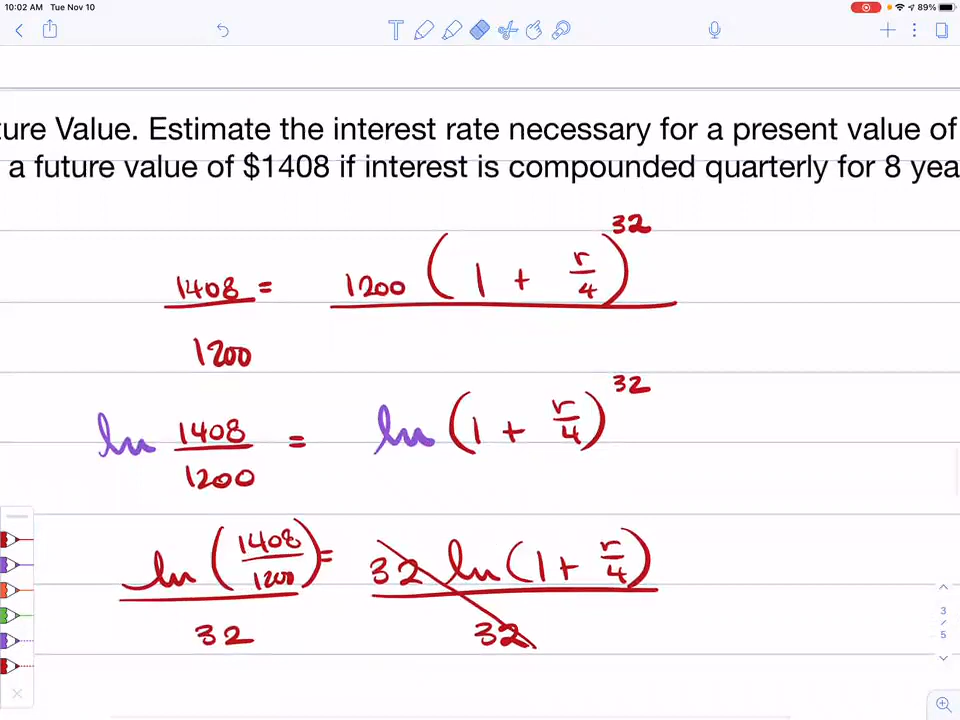 10:02 AM Tue Nov 10 89%
ture Value. Estimate the interest rate necessary for a present value of
a future value of $1408 if interest is compounded quarterly for 8 yea
1408 = 1200 ( 1 + r/4 )^32
1200
ln 1408/1200 = ln ( 1 + r/4 )^32
ln ( 1408/1200 ) = 32 ln ( 1 + r/4 )
32 32
3 / 5